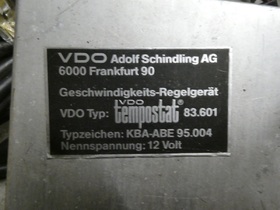 VDO Adolf Schindling AG
6000 Frankfurt 90
Geschwindigkeits-Regelgerät
VDO Typ: VDO tempostat® 83.601
Typzeichen: KBA-ABE 95.004
Nennspannung: 12 Volt